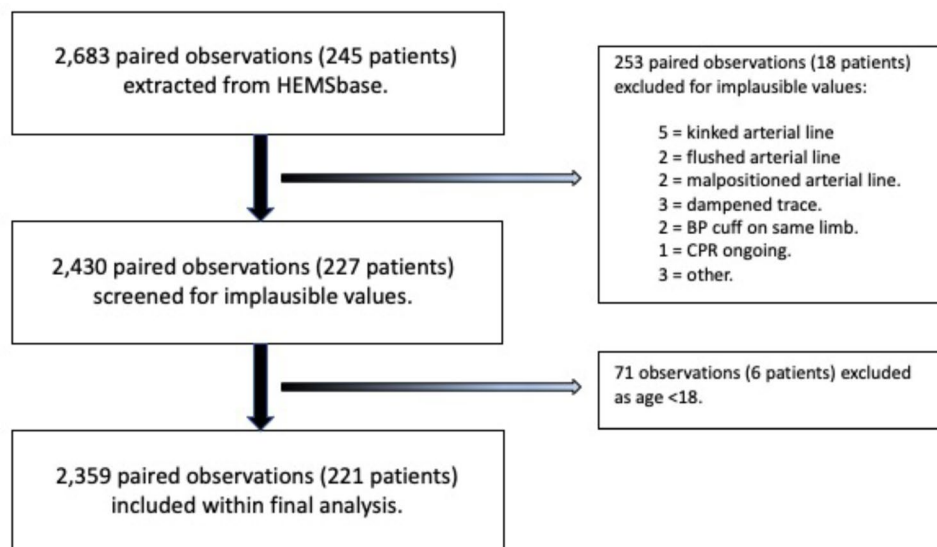 2,683 paired observations (245 patients)
extracted from HEMSbase.
253 paired observations (18 patients)
excluded for implausible values:
5 = kinked arterial line
2 = flushed arterial line
2 = malpositioned arterial line.
3 = dampened trace.
2 = BP cuff on same limb.
1 = CPR ongoing.
3 = other.
2,430 paired observations (227 patients)
screened for implausible values.
71 observations (6 patients) excluded
as age <18.
2,359 paired observations (221 patients)
included within final analysis.